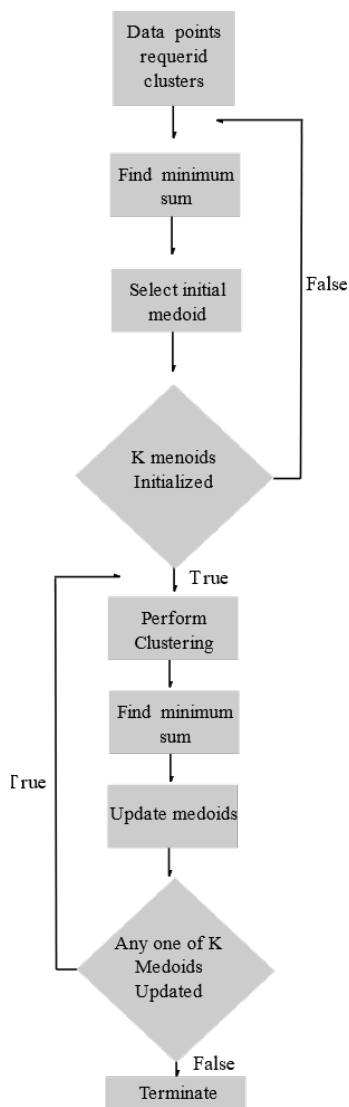 Data points
requerid
clusters
Find minimum
sum
False
Select initial
medoid
K menoids
Initialized
True
Perform
Clustering
Find minimum
sum
True
Update medoids
Any one of K
Medoids
Updated
False
Terminate